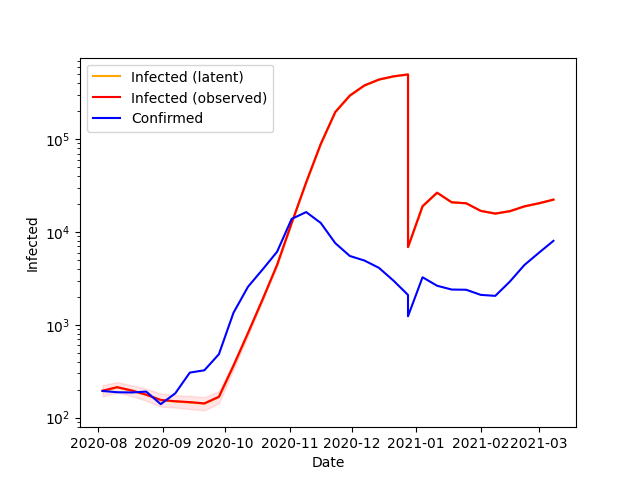 Infected (latent)
Infected (observed)
Confirmed
Infected
10^5
10^4
10^3
10^2
2020-08 2020-09 2020-10 2020-11 2020-12 2021-01 2021-02 2021-03
Date